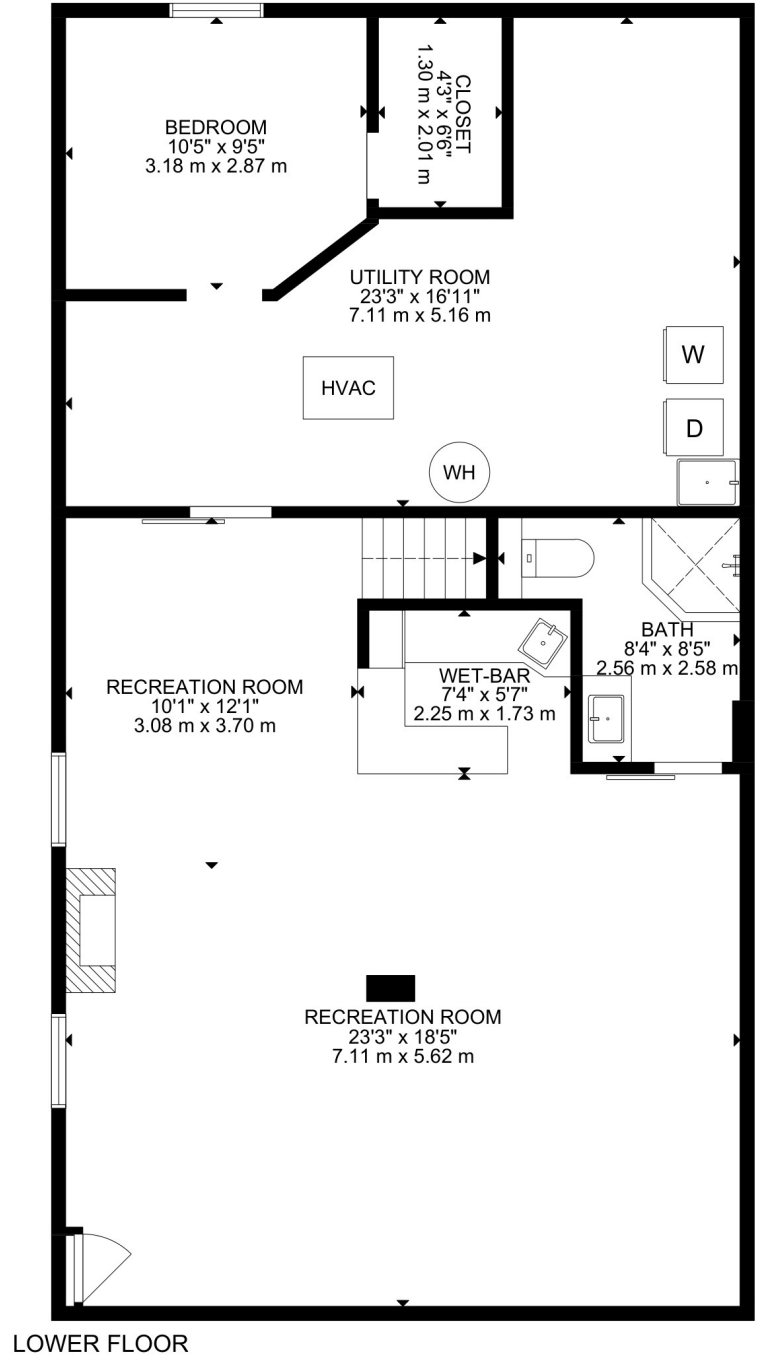 BEDROOM
10'5" x 9'5"
3.18 m x 2.87 m
CLOSET
4'3" x 6'6"
1.30 m x 2.01 m
UTILITY ROOM
23'3" x 16'11"
7.11 m x 5.16 m
W
HVAC
D
WH
BATH
8'4" x 8'5"
2.56 m x 2.58 m
RECREATION ROOM
10'1" x 12'1"
3.08 m x 3.70 m
WET-BAR
7'4" x 5'7"
2.25 m x 1.73 m
RECREATION ROOM
23'3" x 18'5"
7.11 m x 5.62 m
LOWER FLOOR